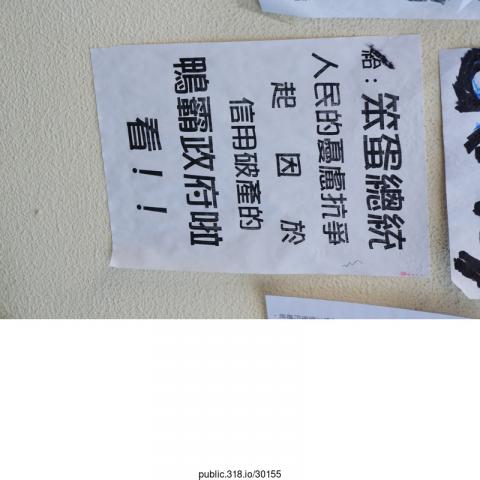 給：笨蛋總統
人民的憂慮抗爭
起因於
信用破產的
鴨霸政府啦
看！！
public.318.io/30155